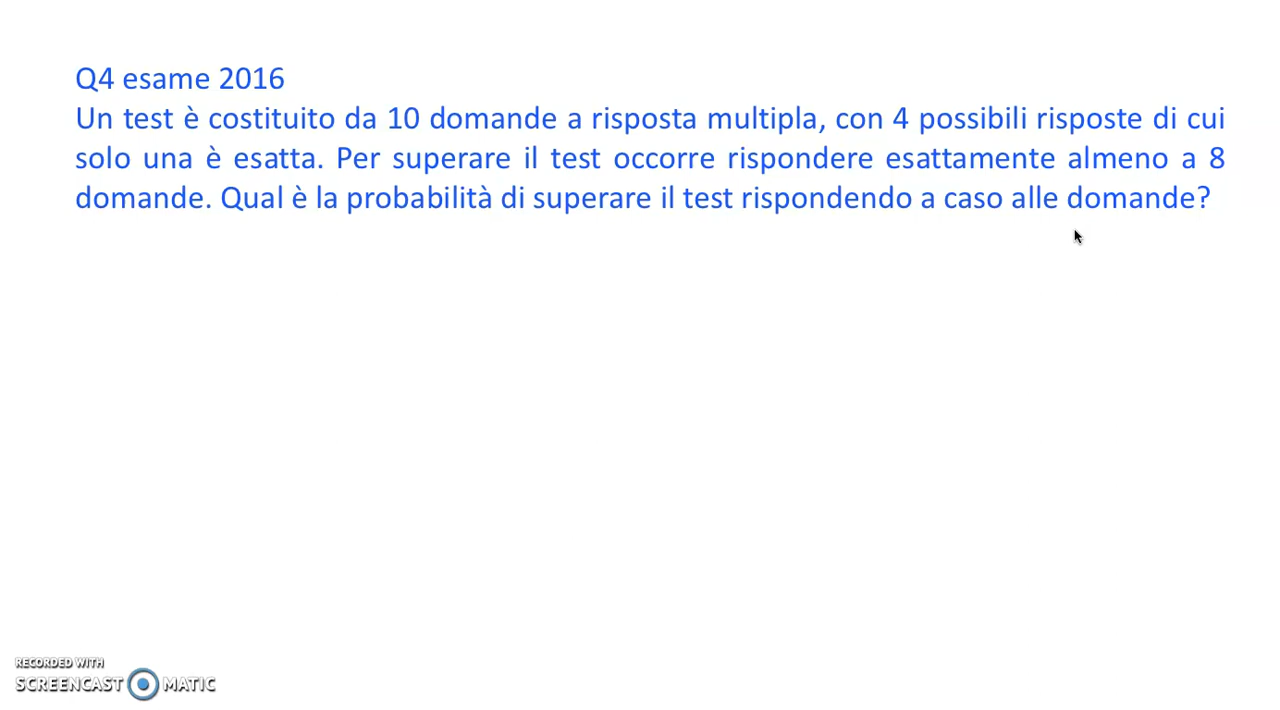 Q4 esame 2016
Un test è costituito da 10 domande a risposta multipla, con 4 possibili risposte di cui
solo una è esatta. Per superare il test occorre rispondere esattamente almeno a 8
domande. Qual è la probabilità di superare il test rispondendo a caso alle domande?
RECORDED WITH
SCREENCAST MATIC